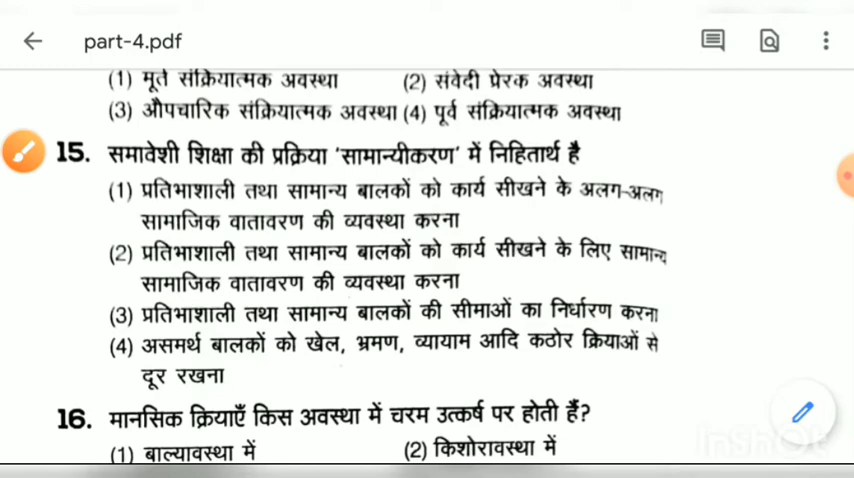 part-4.pdf
(1) मूर्त संक्रियात्मक अवस्था (2) संवेदी प्रेरक अवस्था
(3) औपचारिक संक्रियात्मक अवस्था (4) पूर्व संक्रियात्मक अवस्था
15. समावेशी शिक्षा की प्रक्रिया ‘सामान्यीकरण’ में निहितार्थ है
(1) प्रतिभाशाली तथा सामान्य बालकों को कार्य सीखने के अलग-अलग
सामाजिक वातावरण की व्यवस्था करना
(2) प्रतिभाशाली तथा सामान्य बालकों को कार्य सीखने के लिए सामान्य
सामाजिक वातावरण की व्यवस्था करना
(3) प्रतिभाशाली तथा सामान्य बालकों की सीमाओं का निर्धारण करना
(4) असमर्थ बालकों को खेल, भ्रमण, व्यायाम आदि कठोर क्रियाओं से
दूर रखना
16. मानसिक क्रियाएँ किस अवस्था में चरम उत्कर्ष पर होती हैं?
(1) बाल्यावस्था में (2) किशोरावस्था में
InShOt